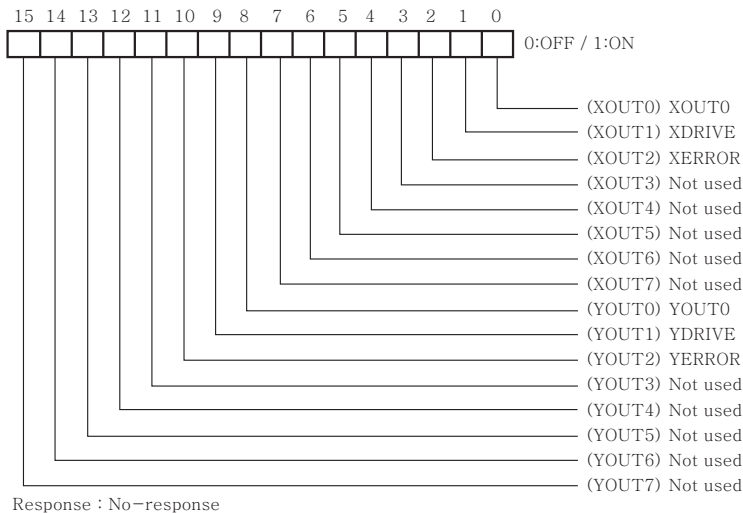 15 14 13 12 11 10 9 8 7 6 5 4 3 2 1 0
0:OFF / 1:ON
(XOUT0) XOUT0
(XOUT1) XDRIVE
(XOUT2) XERROR
(XOUT3) Not used
(XOUT4) Not used
(XOUT5) Not used
(XOUT6) Not used
(XOUT7) Not used
(YOUT0) YOUT0
(YOUT1) YDRIVE
(YOUT2) YERROR
(YOUT3) Not used
(YOUT4) Not used
(YOUT5) Not used
(YOUT6) Not used
(YOUT7) Not used
Response : No-response